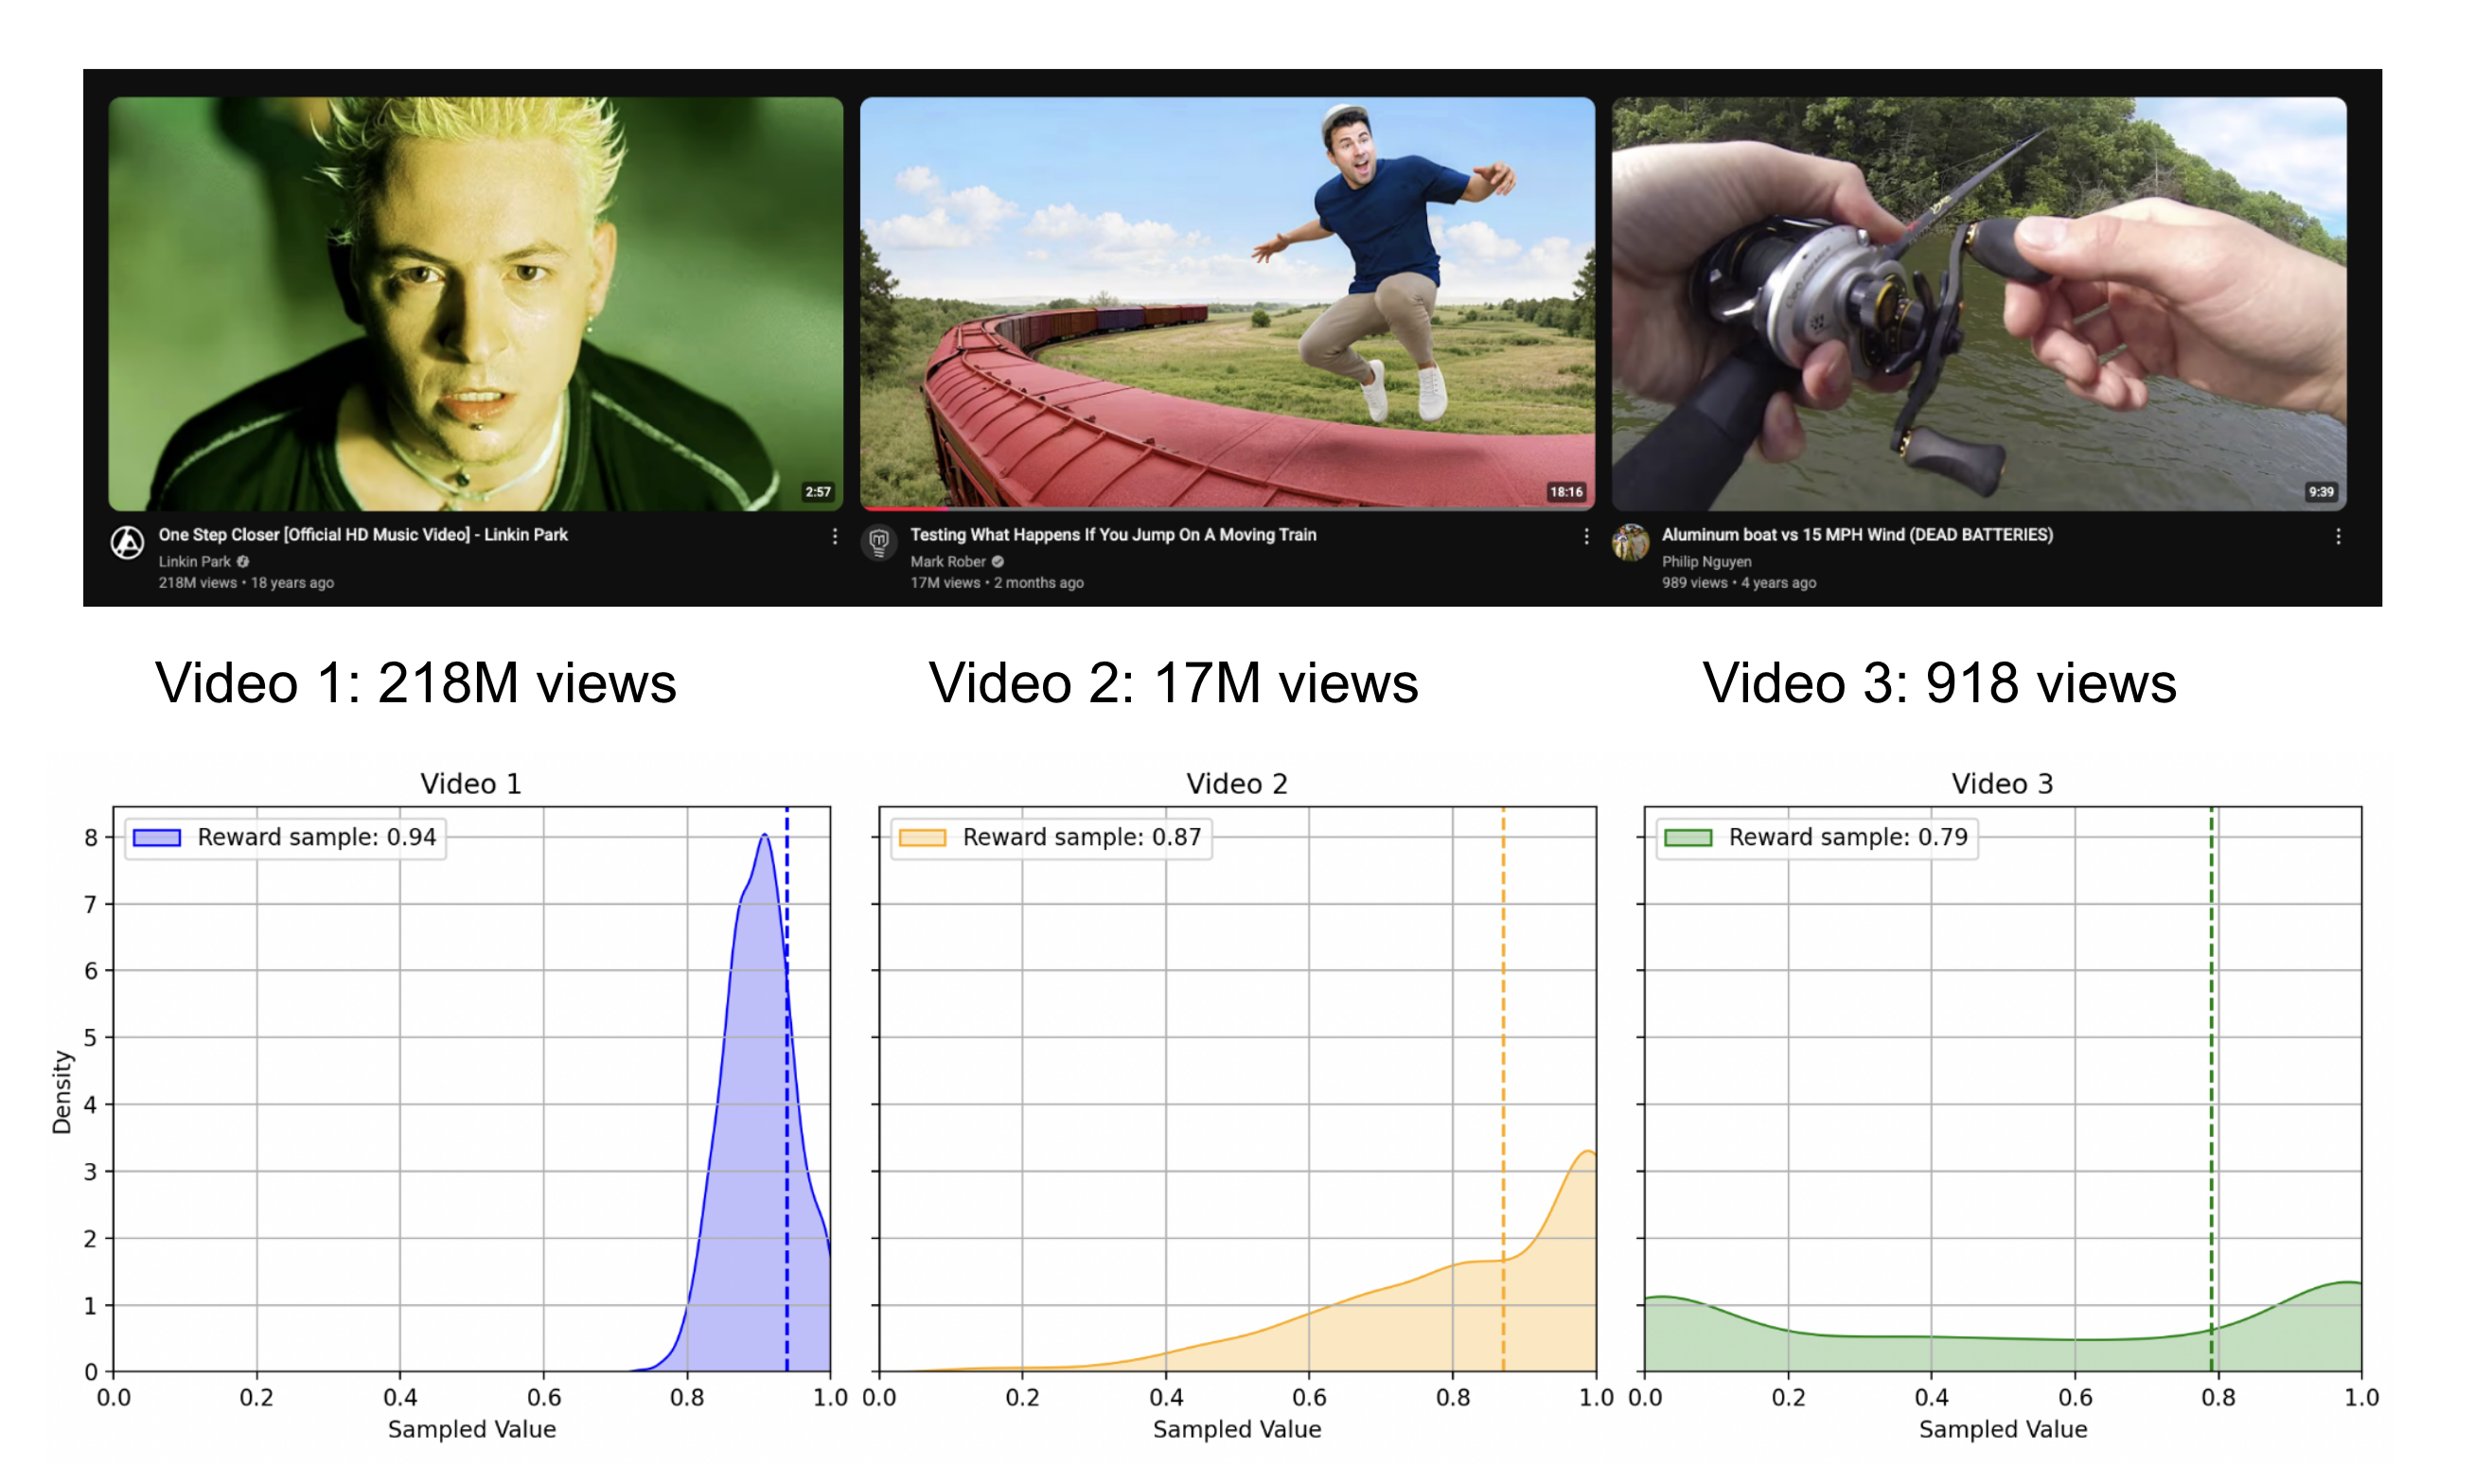 2:57
18:16
9:39
One Step Closer [Official HD Music Video] - Linkin Park
Linkin Park
218M views • 18 years ago
Testing What Happens If You Jump On A Moving Train
Mark Rober
17M views • 2 months ago
Aluminum boat vs 15 MPH Wind (DEAD BATTERIES)
Philip Nguyen
989 views • 4 years ago
Video 1: 218M views
Video 2: 17M views
Video 3: 918 views
Video 1
Reward sample: 0.94
Density
8
7
6
5
4
3
2
1
0
0.0 0.2 0.4 0.6 0.8 1.0
Sampled Value
Video 2
Reward sample: 0.87
0.0 0.2 0.4 0.6 0.8 1.0
Sampled Value
Video 3
Reward sample: 0.79
0.0 0.2 0.4 0.6 0.8 1.0
Sampled Value